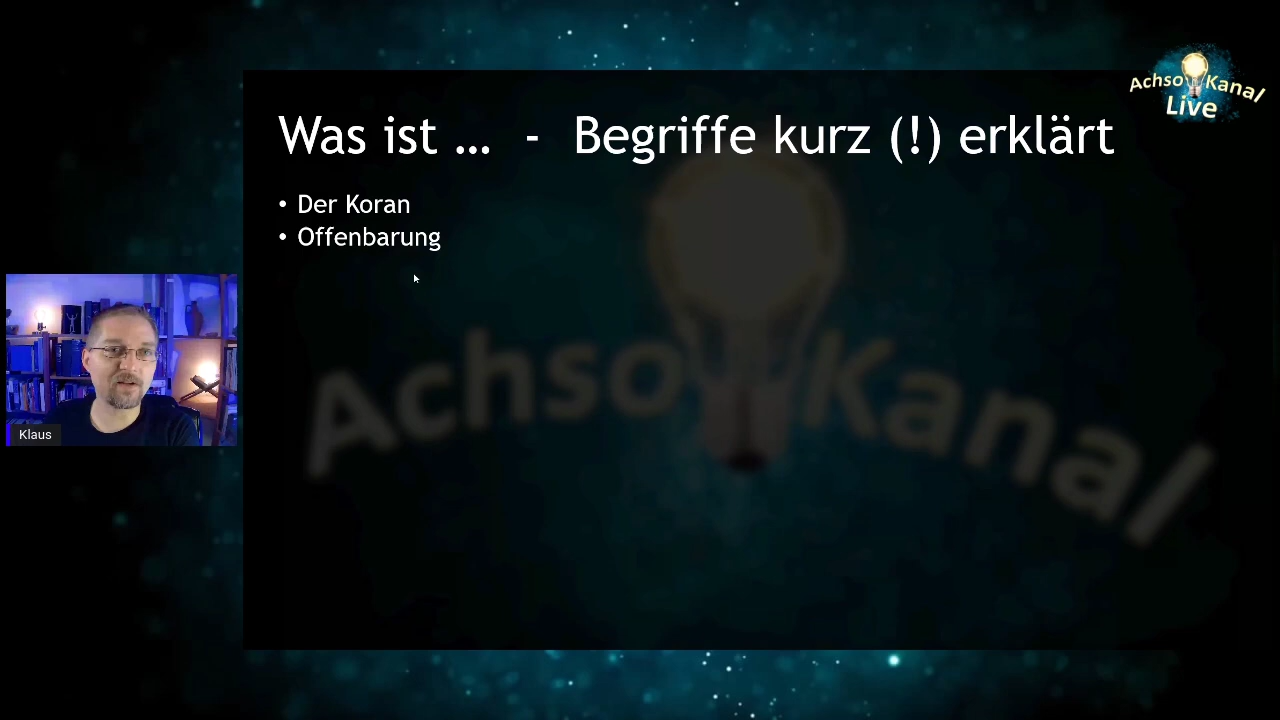 Achso Kanal
Live
Was ist … - Begriffe kurz (!) erklärt
• Der Koran
• Offenbarung
Achso Kanal
Klaus